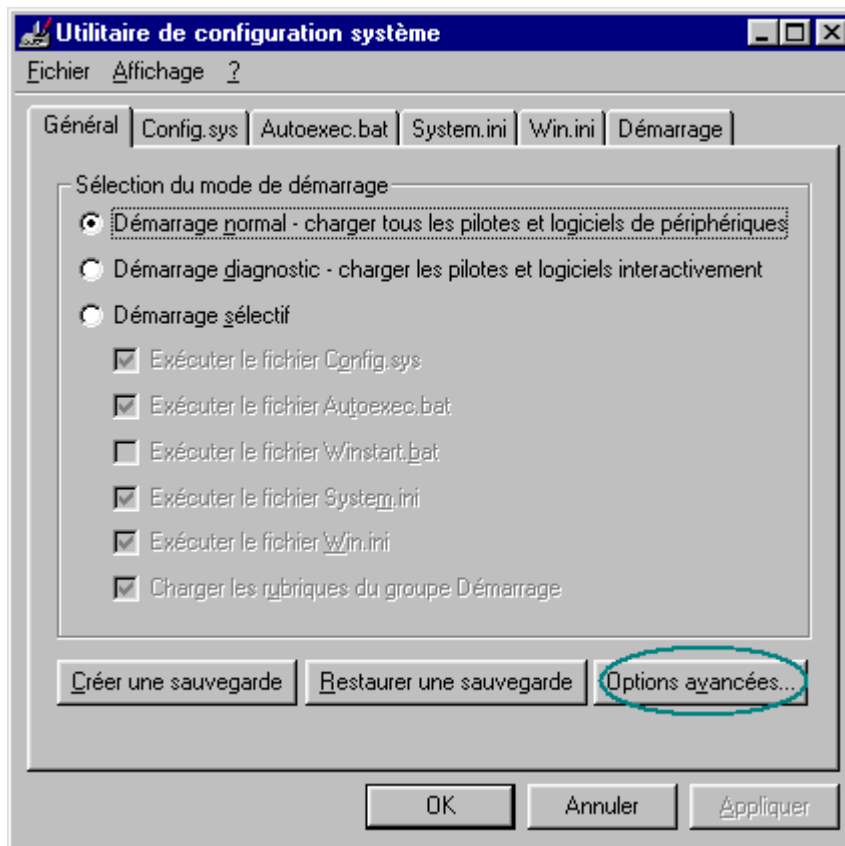 Utilitaire de configuration système
Fichier Affichage ?
Général Config.sys Autoexec.bat System.ini Win.ini Démarrage
Sélection du mode de démarrage
Démarrage normal - charger tous les pilotes et logiciels de périphériques
Démarrage diagnostic - charger les pilotes et logiciels interactivement
Démarrage sélectif
Exécuter le fichier Config.sys
Exécuter le fichier Autoexec.bat
Exécuter le fichier Winstart.bat
Exécuter le fichier System.ini
Exécuter le fichier Win.ini
Charger les rubriques du groupe Démarrage
Créer une sauvegarde Restaurer une sauvegarde Options avancées...
OK Annuler Appliquer